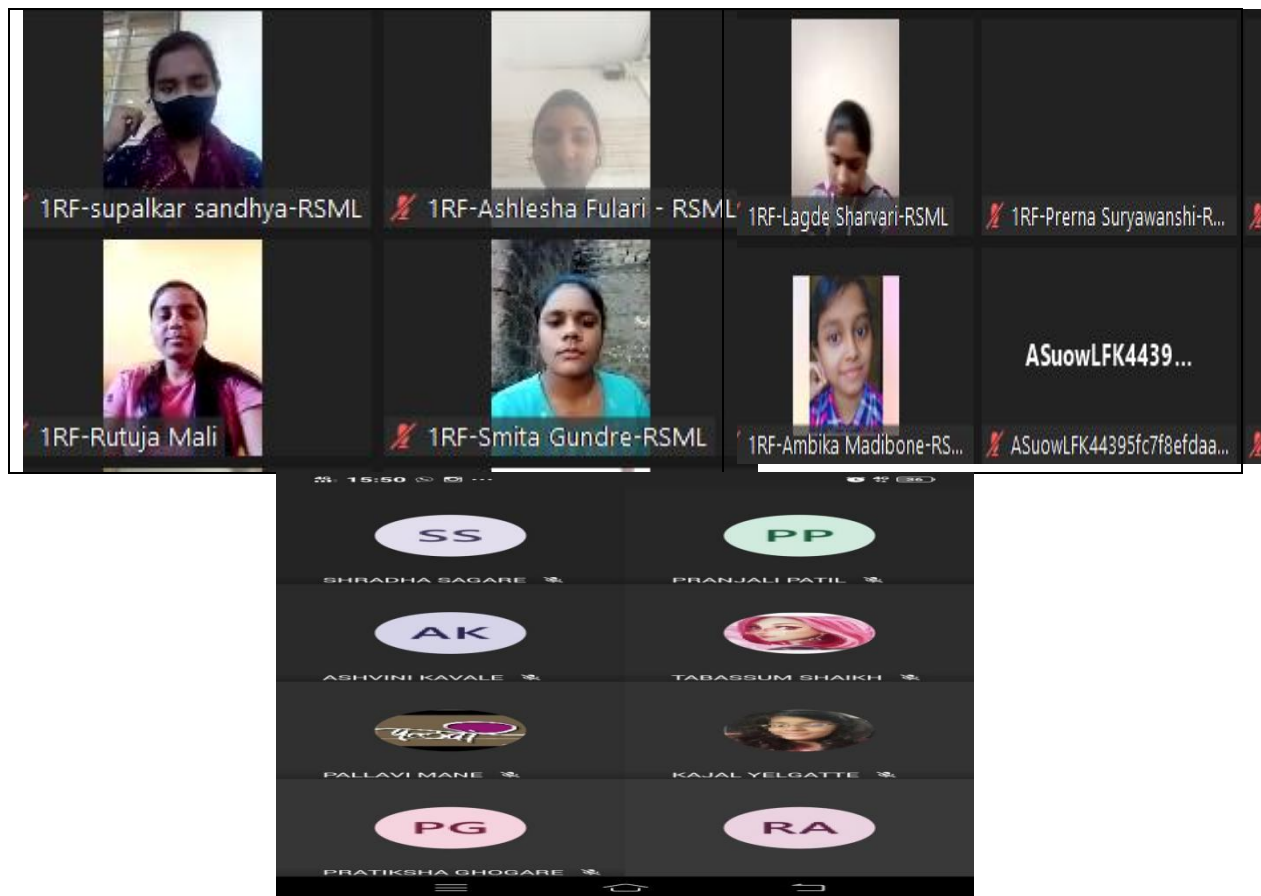 1RF-supalkar sandhya-RSML
1RF-Ashlesha Fulari - RSML
1RF-Lagde Sharvari-RSML
1RF-Prerna Suryawanshi-R...
1RF-Rutuja Mali
1RF-Smita Gundre-RSML
ASuowLFK4439...
1RF-Ambika Madibone-RS...
ASuowLFK44395fc7f8efdaa...
15:50
SS
PP
SHRADHA SAGARE
PRANJALI PATIL
AK
ASHVINI KAVALE
TABASSUM SHAIKH
PALLAVI MANE
KAJAL YELGATTE
PG
RA
PRATIKSHA GHOGARE